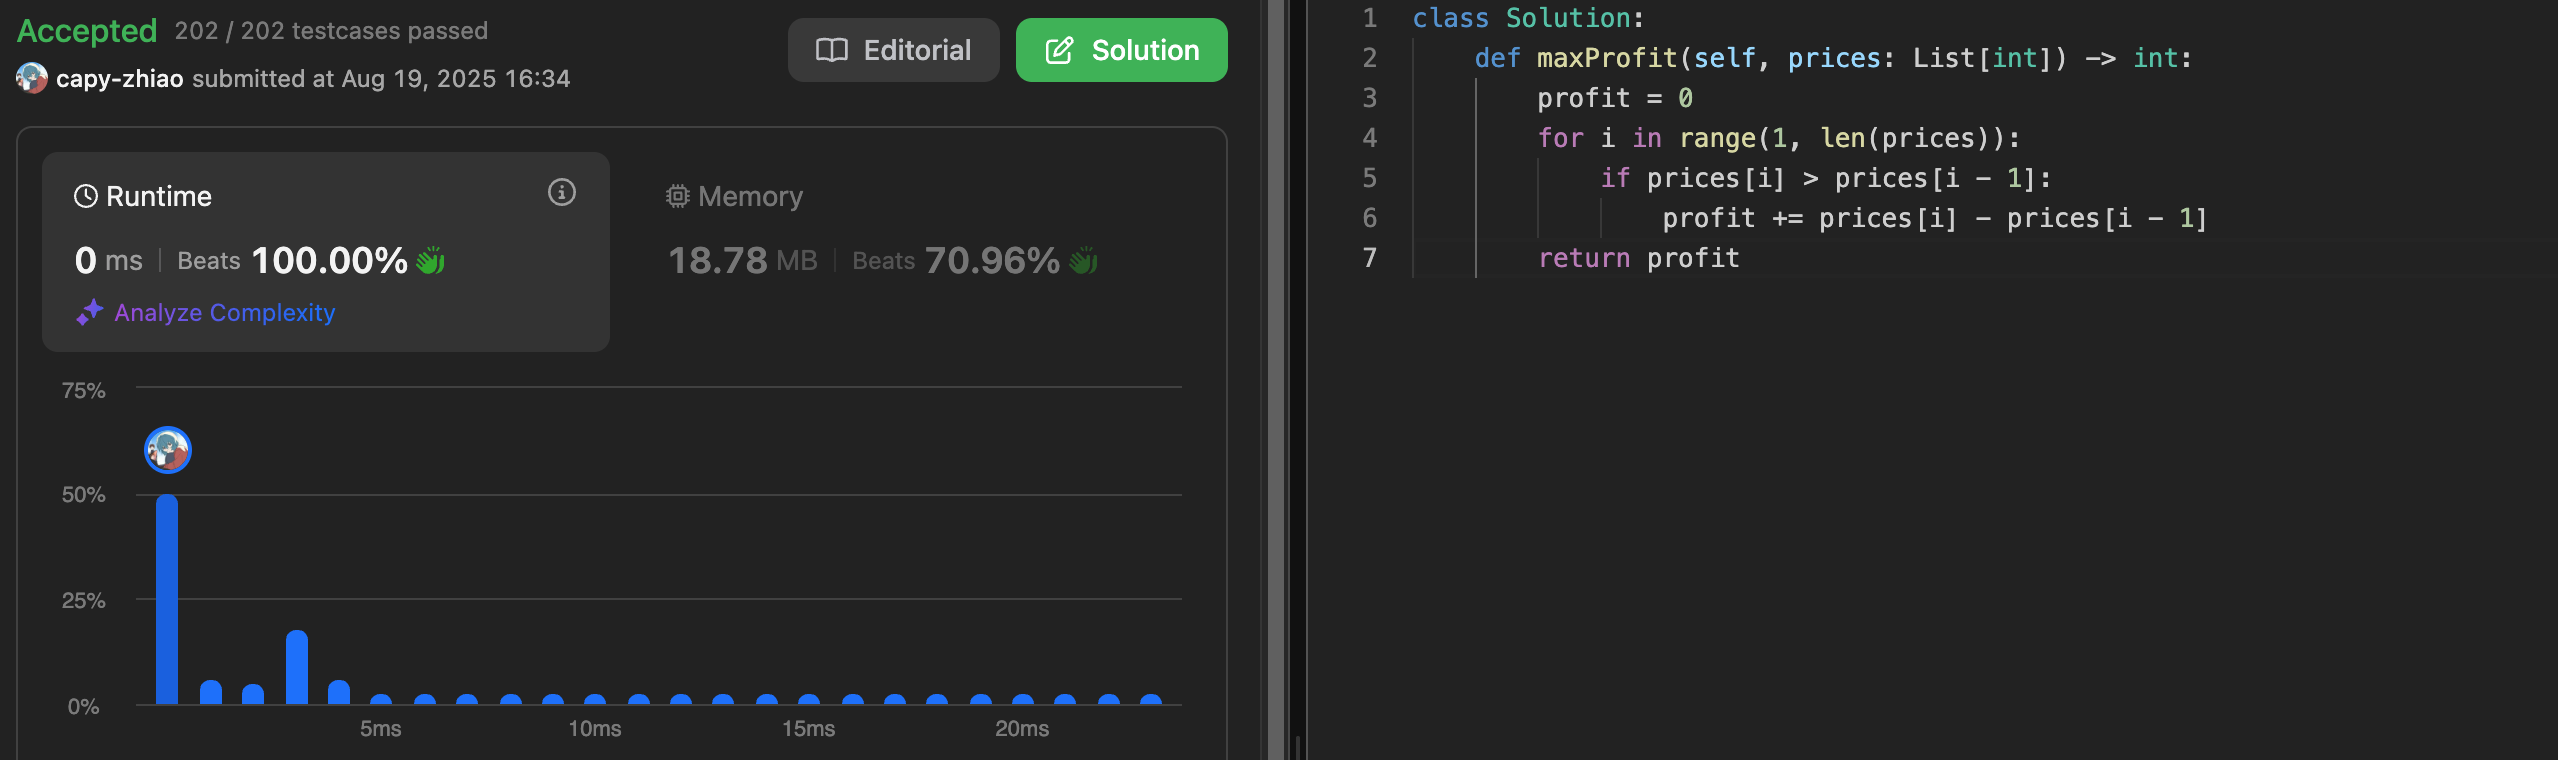 Accepted 202 / 202 testcases passed
capy-zhiao submitted at Aug 19, 2025 16:34
Editorial
Solution
Runtime
0 ms | Beats 100.00%
Analyze Complexity
Memory
18.78 MB | Beats 70.96%
75%
50%
25%
0%
5ms 10ms 15ms 20ms
1 class Solution:
2     def maxProfit(self, prices: List[int]) -> int:
3         profit = 0
4         for i in range(1, len(prices)):
5             if prices[i] > prices[i - 1]:
6                 profit += prices[i] - prices[i - 1]
7         return profit